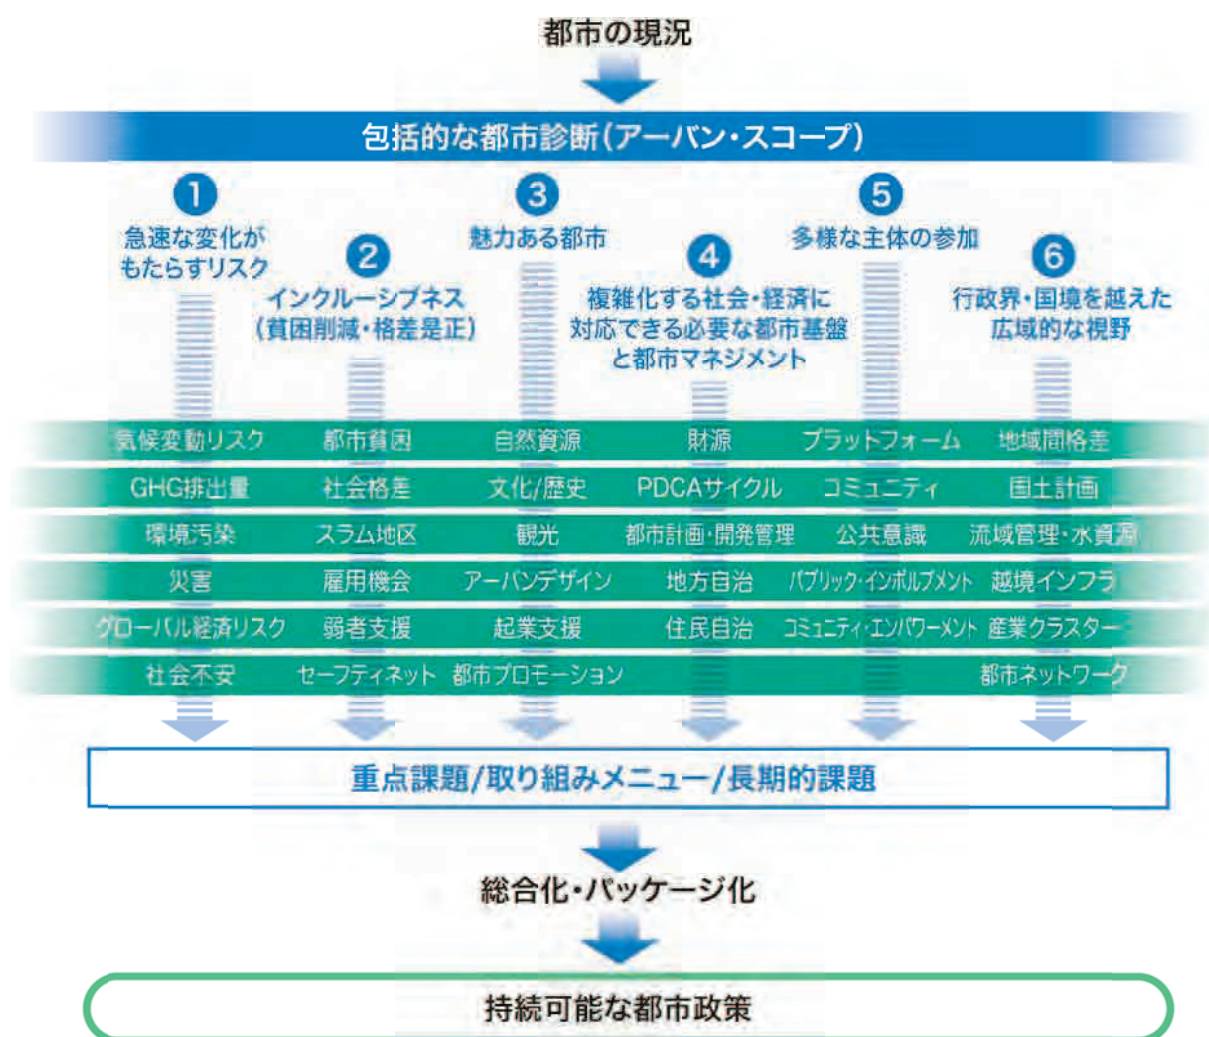 都市の現況
包括的な都市診断(アーバン・スコープ)
1
急速な変化が
もたらすリスク
2
インクルーシブネス
(貧困削減・格差是正)
3
魅力ある都市
4
複雑化する社会・経済に
対応できる必要な都市基盤
と都市マネジメント
5
多様な主体の参加
6
行政界・国境を越えた
広域的な視野
気候変動リスク 都市貧困 自然資源 財源 プラットフォーム 地域間格差
GHG排出量 社会格差 文化/歴史 PDCAサイクル コミュニティ 国土計画
環境汚染 スラム地区 観光 都市計画・開発管理 公共意識 流域管理・水資源
災害 雇用機会 アーバンデザイン 地方自治 パブリック・インボルブメント 越境インフラ
グローバル経済リスク 弱者支援 起業支援 住民自治 コミュニティ・エンパワーメント 産業クラスター
社会不安 セーフティネット 都市プロモーション 都市ネットワーク
重点課題/取り組みメニュー/長期的課題
総合化・パッケージ化
持続可能な都市政策